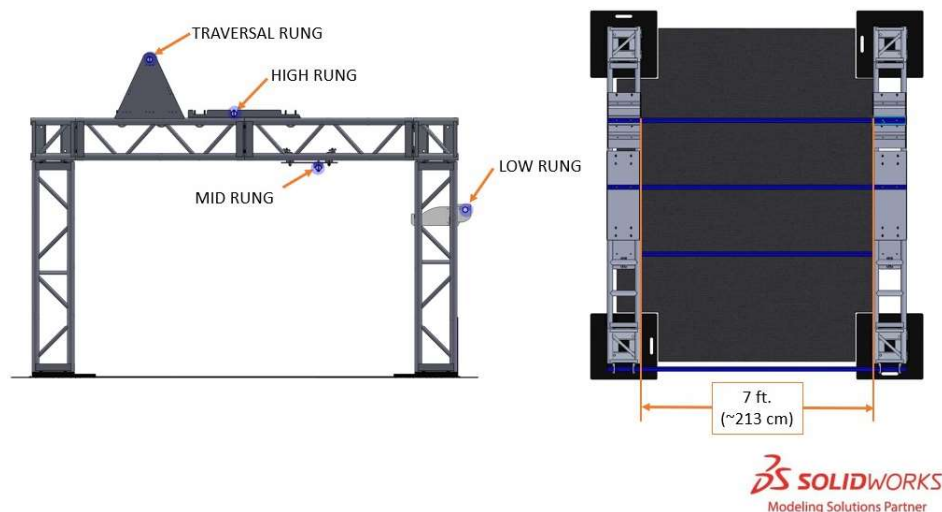 TRAVERSAL RUNG
HIGH RUNG
MID RUNG
LOW RUNG
7 ft.
(~213 cm)
SOLIDWORKS
Modeling Solutions Partner